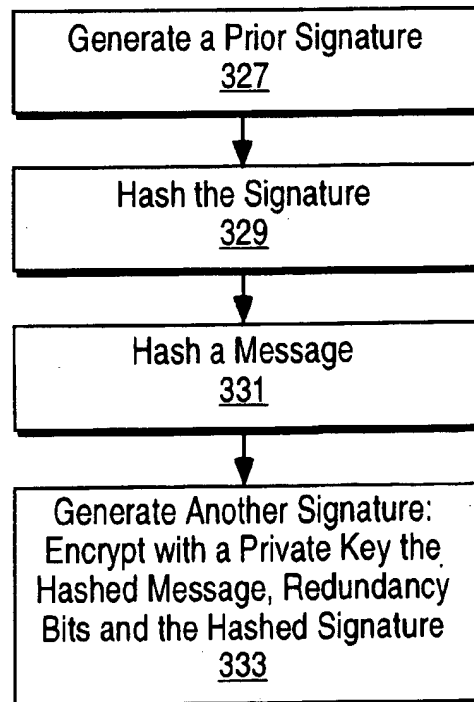 Generate a Prior Signature
327
Hash the Signature
329
Hash a Message
331
Generate Another Signature:
Encrypt with a Private Key the
Hashed Message, Redundancy
Bits and the Hashed Signature
333